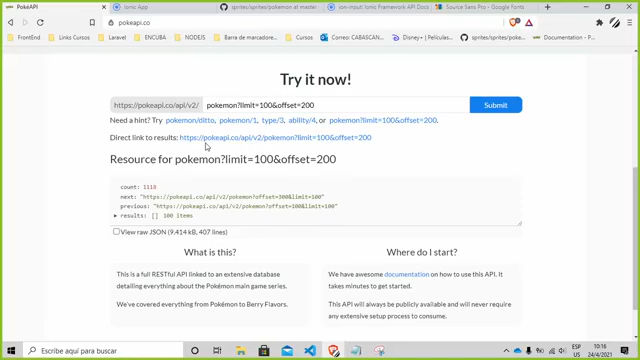 PokéAPI
Ionic App
sprites/sprites/pokemon at master
ion-input: Ionic Framework API Docs
Source Sans Pro - Google Fonts
pokeapi.co
FrontEnd
Links Cursos
Laravel
ENCUBO
NODEJS
Barra de marcadore...
Cursos
Correo: CABASCAN...
Disney+ | Películas...
sprites/sprites/poke...
Documentation - P...
Try it now!
https://pokeapi.co/api/v2/
pokemon?limit=100&offset=200
Submit
Need a hint? Try pokemon/ditto, pokemon/1, type/3, ability/4, or pokemon?limit=100&offset=200.
Direct link to results: https://pokeapi.co/api/v2/pokemon?limit=100&offset=200
Resource for pokemon?limit=100&offset=200
count: 1118
next: "https://pokeapi.co/api/v2/pokemon?offset=300&limit=100"
previous: "https://pokeapi.co/api/v2/pokemon?offset=100&limit=100"
results: [] 100 items
View raw JSON (9.414 kB, 407 lines)
What is this?
This is a full RESTful API linked to an extensive database
detailing everything about the Pokémon main game series.
We've covered everything from Pokémon to Berry Flavors.
Where do I start?
We have awesome documentation on how to use this API. It
takes minutes to get started.
This API will always be publicly available and will never require
any extensive setup process to consume.
Escribe aquí para buscar
ESP
US
10:16
24/4/2021